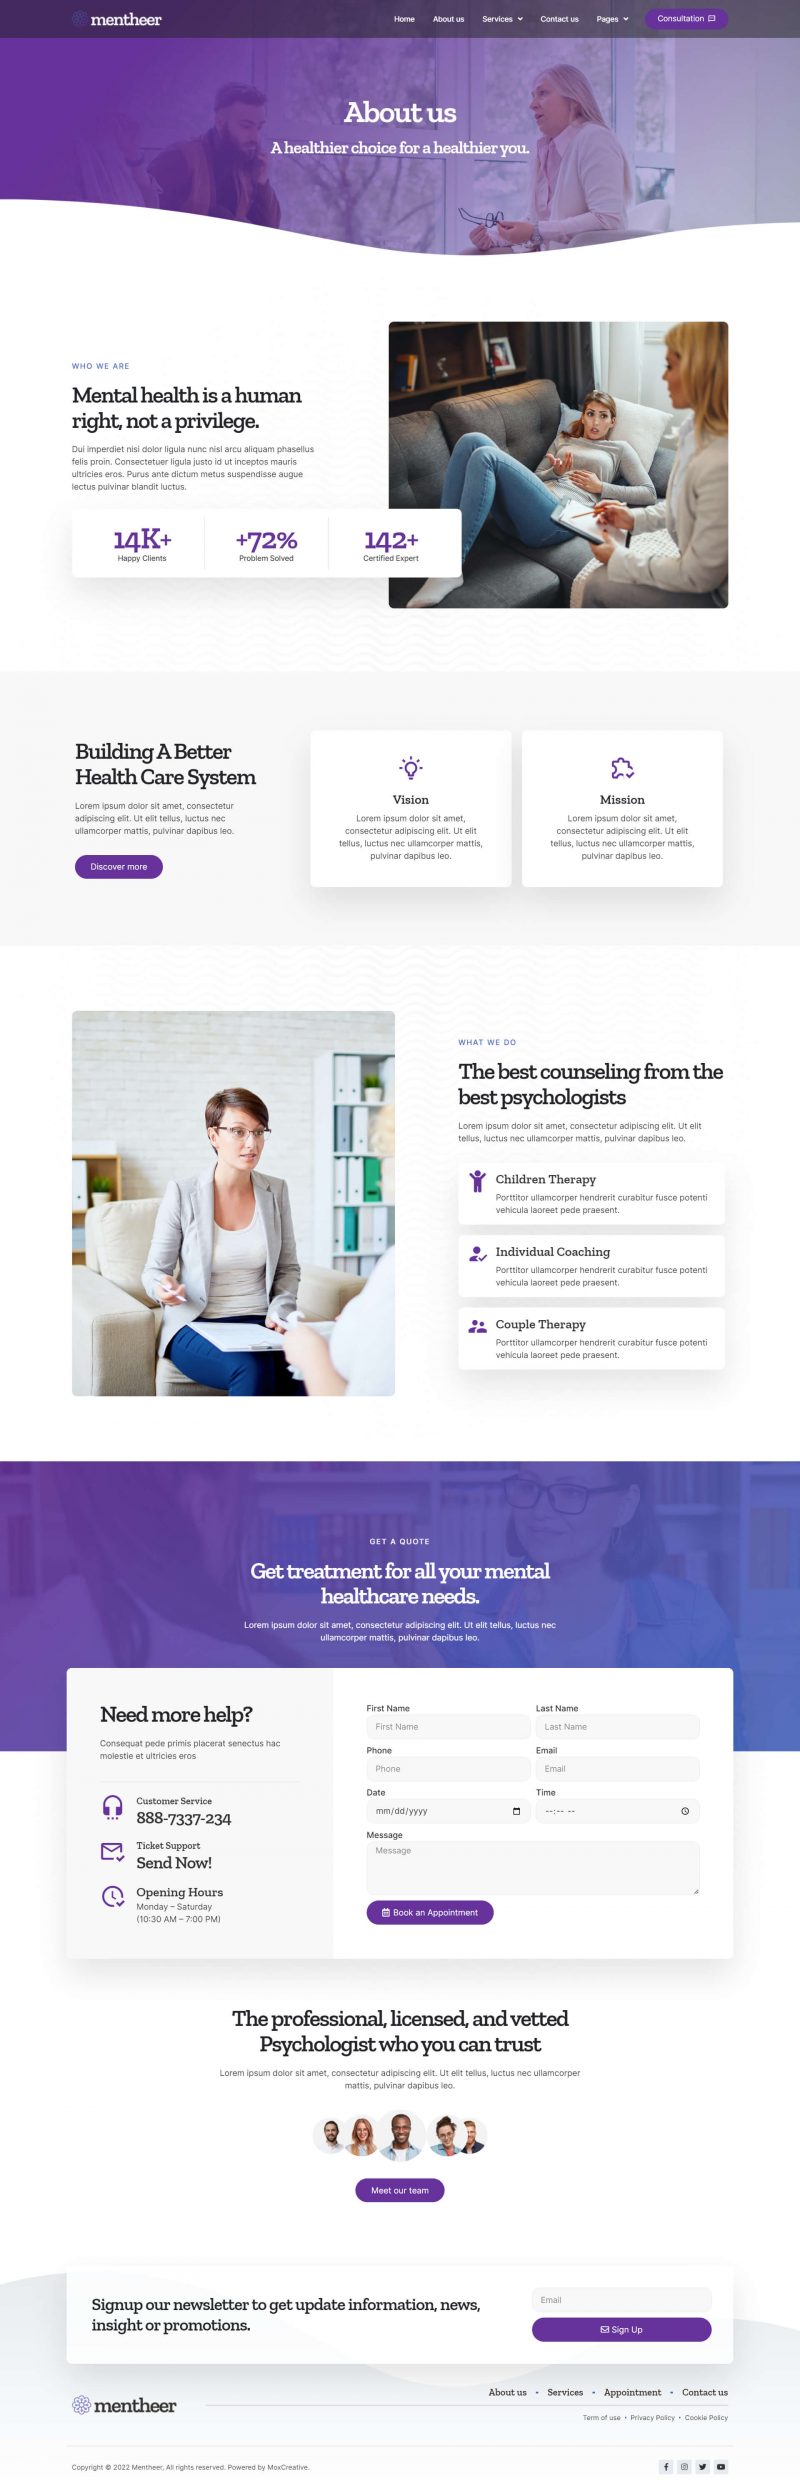 mentheer
Home About us Services Contact us Pages Consultation
About us
A healthier choice for a healthier you.
WHO WE ARE
Mental health is a human
right, not a privilege.
Dui imperdiet nisi dolor ligula nunc nisl arcu aliquam phasellus
felis proin. Consectetuer ligula justo id ut inceptos mauris
ultricies eros. Purus ante dictum metus suspendisse augue
lectus pulvinar blandit luctus.
14K+
Happy Clients
+72%
Problem Solved
142+
Certified Expert
Building A Better
Health Care System
Lorem ipsum dolor sit amet, consectetur
adipiscing elit. Ut elit tellus, luctus nec
ullamcorper mattis, pulvinar dapibus leo.
Discover more
Vision
Lorem ipsum dolor sit amet,
consectetur adipiscing elit. Ut elit
tellus, luctus nec ullamcorper mattis,
pulvinar dapibus leo.
Mission
Lorem ipsum dolor sit amet,
consectetur adipiscing elit. Ut elit
tellus, luctus nec ullamcorper mattis,
pulvinar dapibus leo.
WHAT WE DO
The best counseling from the
best psychologists
Lorem ipsum dolor sit amet, consectetur adipiscing elit. Ut elit
tellus, luctus nec ullamcorper mattis, pulvinar dapibus leo.
Children Therapy
Porttitor ullamcorper hendrerit curabitur fusce potenti
vehicula laoreet pede praesent.
Individual Coaching
Porttitor ullamcorper hendrerit curabitur fusce potenti
vehicula laoreet pede praesent.
Couple Therapy
Porttitor ullamcorper hendrerit curabitur fusce potenti
vehicula laoreet pede praesent.
GET A QUOTE
Get treatment for all your mental
healthcare needs.
Lorem ipsum dolor sit amet, consectetur adipiscing elit. Ut elit tellus, luctus nec
ullamcorper mattis, pulvinar dapibus leo.
Need more help?
Consequat pede primis placerat senectus hac
molestie et ultricies eros
Customer Service
888-7337-234
Ticket Support
Send Now!
Opening Hours
Monday – Saturday
(10:30 AM – 7:00 PM)
First Name Last Name
First Name Last Name
Phone Email
Phone Email
Date Time
mm/dd/yyyy --:-- --
Message
Message
Book an Appointment
The professional, licensed, and vetted
Psychologist who you can trust
Lorem ipsum dolor sit amet, consectetur adipiscing elit. Ut elit tellus, luctus nec ullamcorper
mattis, pulvinar dapibus leo.
Meet our team
Signup our newsletter to get update information, news,
insight or promotions.
Email
Sign Up
mentheer
About us • Services • Appointment • Contact us
Term of use • Privacy Policy • Cookie Policy
Copyright © 2022 Mentheer, All rights reserved. Powered by MoxCreative.